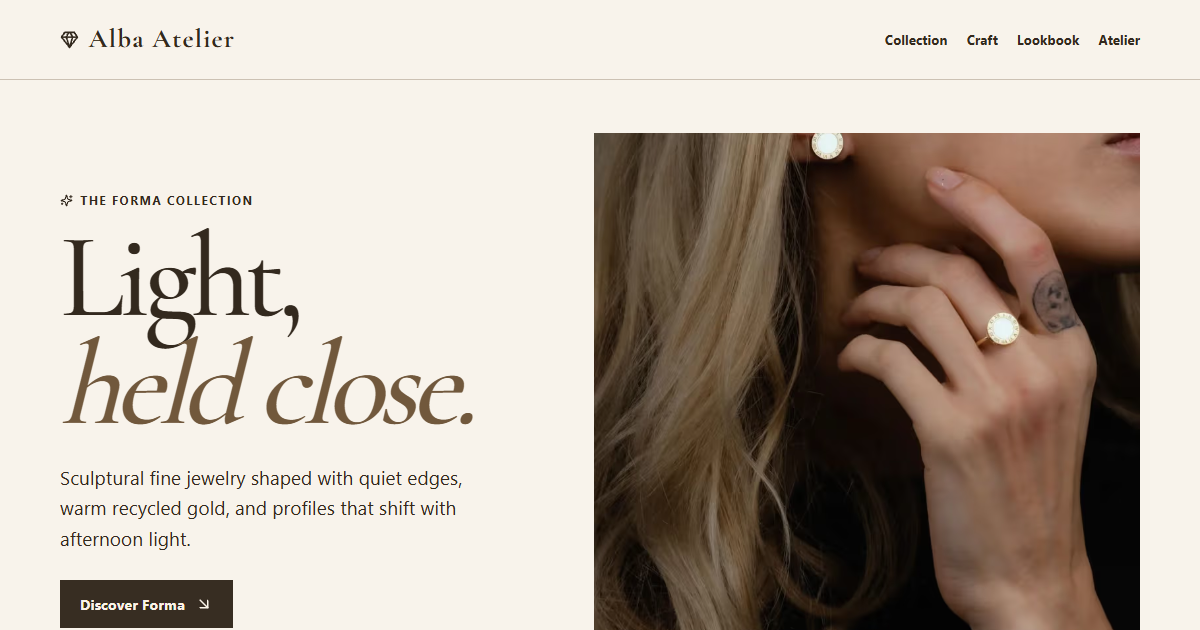 Alba Atelier
Collection
Craft
Lookbook
Atelier
THE FORMA COLLECTION
Light,
held close.
Sculptural fine jewelry shaped with quiet edges,
warm recycled gold, and profiles that shift with
afternoon light.
Discover Forma